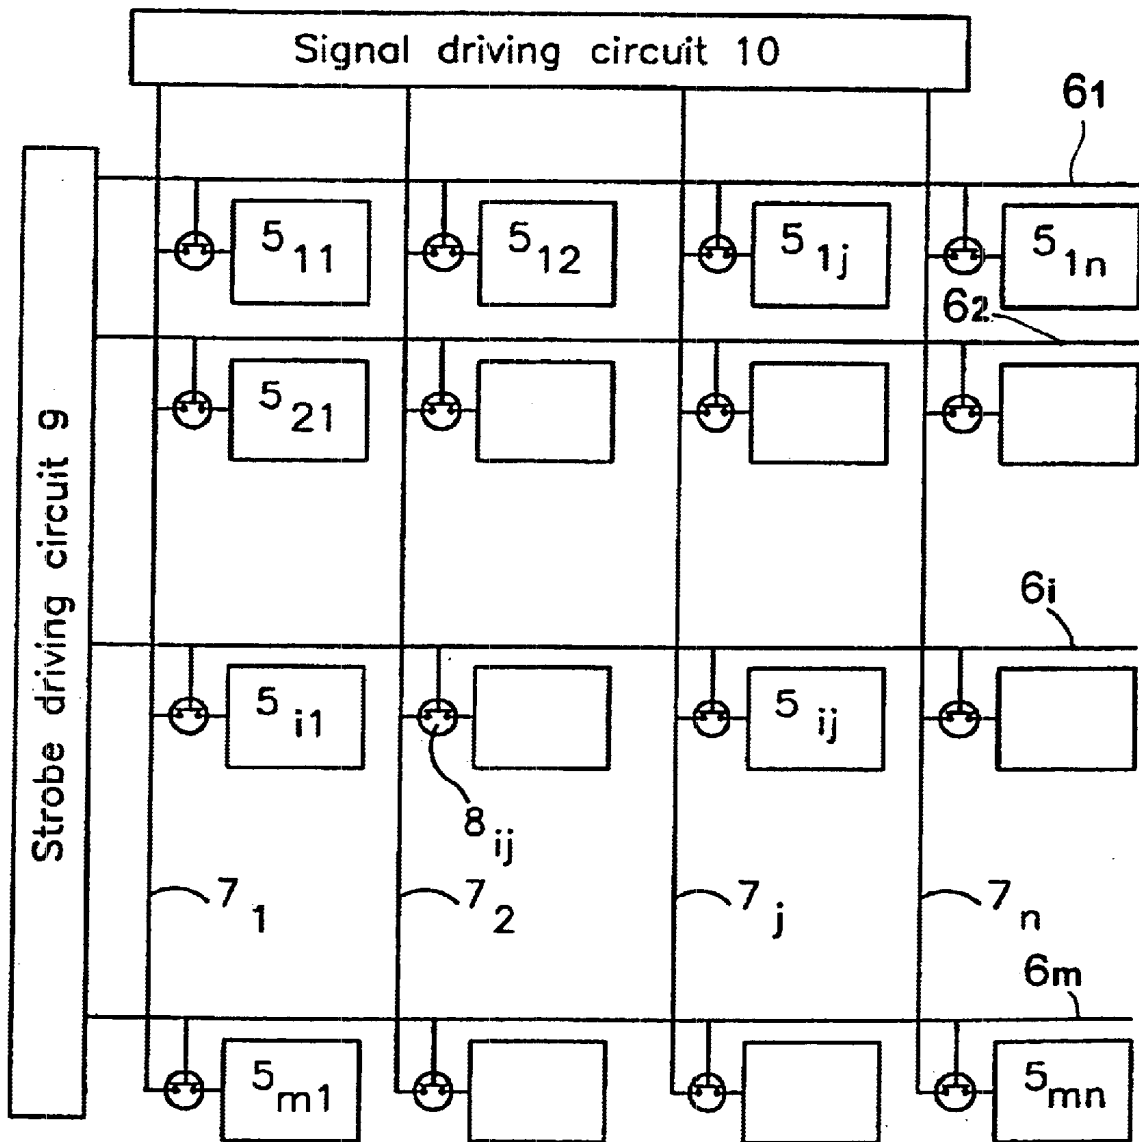 Signal driving circuit 10
61
5 11
5 12
5 1j
5 1n
62
5 21
Strobe driving circuit 9
6i
5 i1
5 ij
8 ij
7 1
7 2
7 j
7 n
6m
5 m1
5 mn